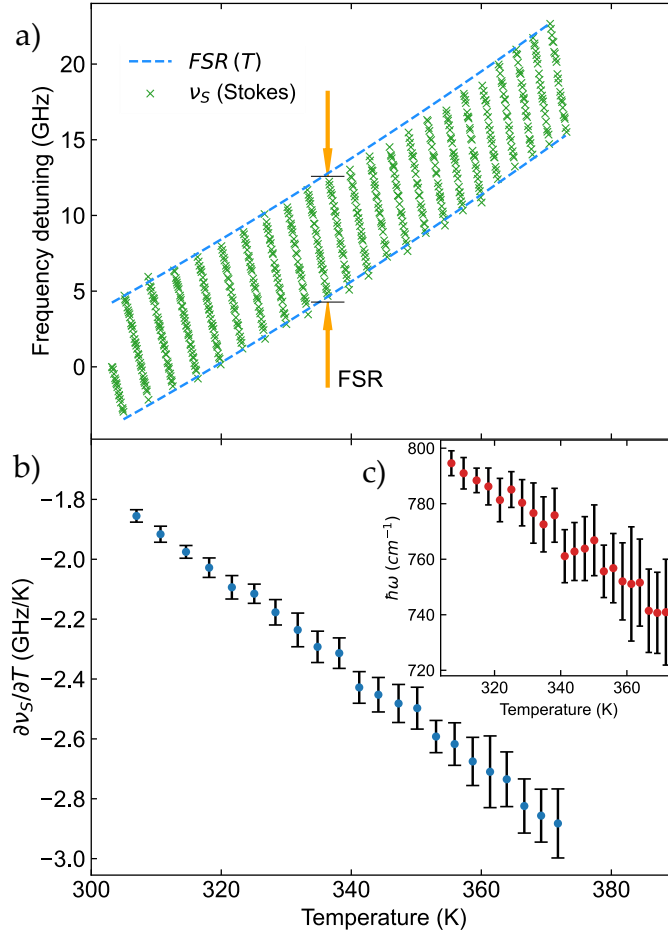 a)
FSR (T)
νS (Stokes)
FSR
Frequency detuning (GHz)
20
15
10
5
0
b)
c)
∂νS/∂T (GHz/K)
−1.8
−2.0
−2.2
−2.4
−2.6
−2.8
−3.0
300
320
340
360
380
Temperature (K)
ℏω (cm−1)
800
780
760
740
720
320
340
360
Temperature (K)